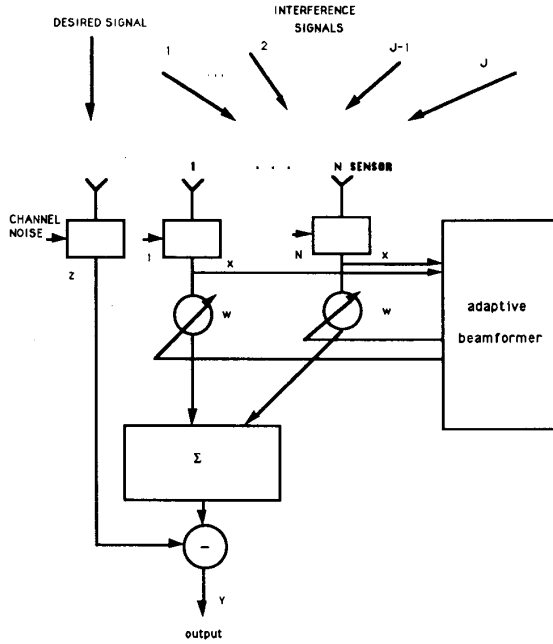 INTERFERENCE
SIGNALS
DESIRED SIGNAL
1
...
2
J-1
J
1
. . .
N SENSOR
CHANNEL
NOISE
Z
1
X
N
X
W
W
adaptive
beamformer
Σ
–
Y
output